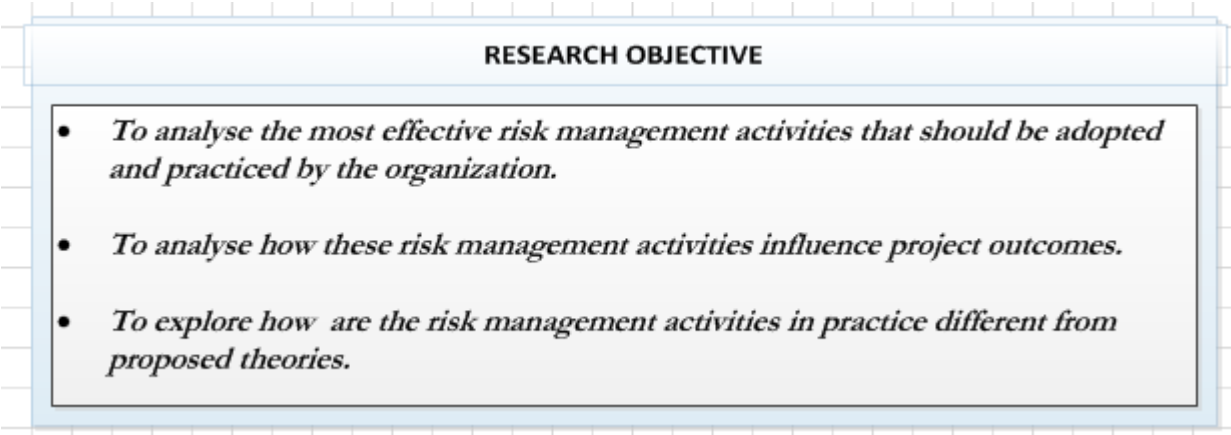 RESEARCH OBJECTIVE
• To analyse the most effective risk management activities that should be adopted
and practiced by the organization.
• To analyse how these risk management activities influence project outcomes.
• To explore how are the risk management activities in practice different from
proposed theories.